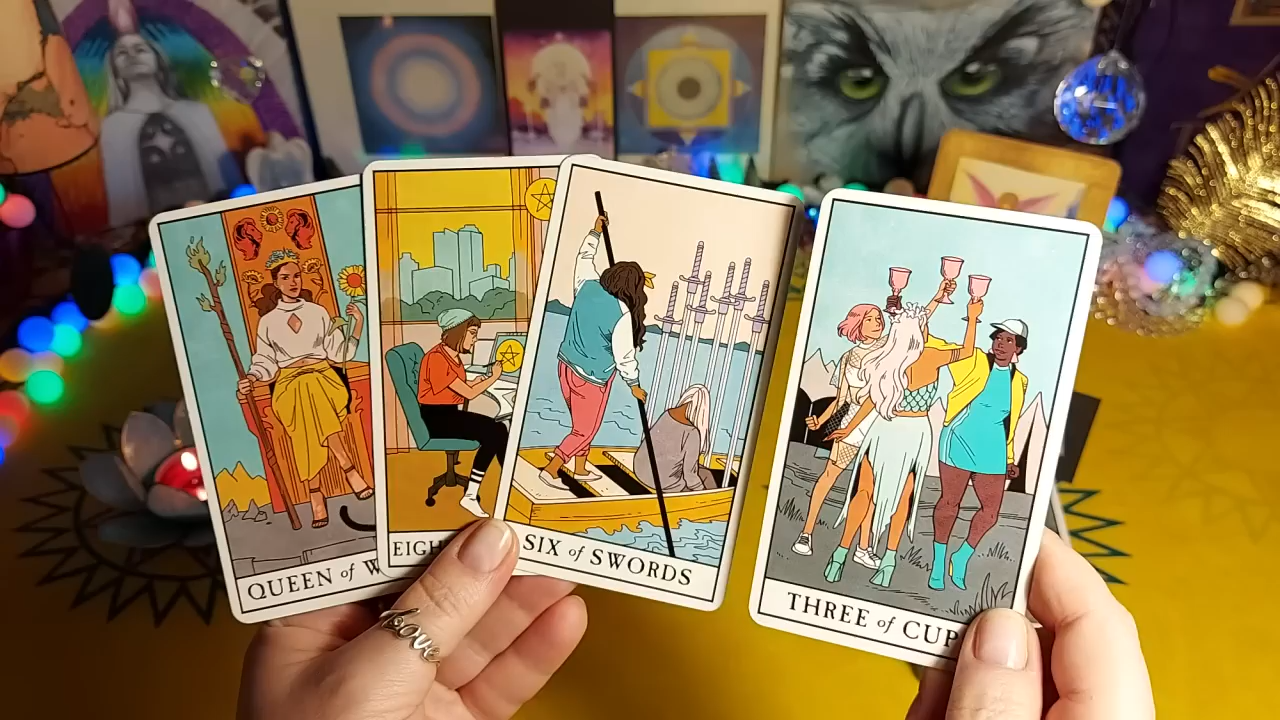 QUEEN of W
EIGH
SIX of SWORDS
THREE of CUP
love